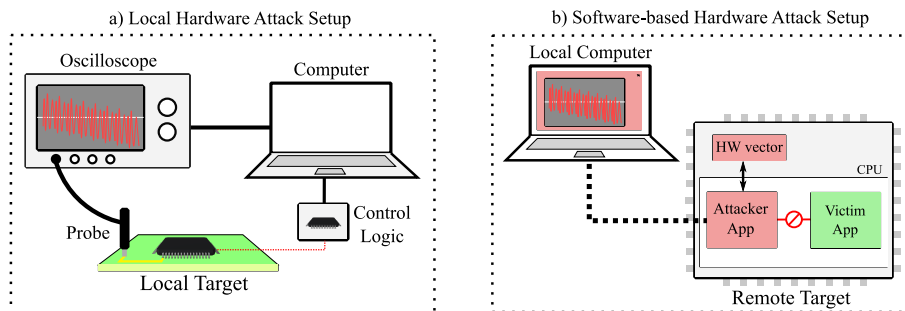 a) Local Hardware Attack Setup
Oscilloscope
Computer
Probe
Control
Logic
Local Target
b) Software-based Hardware Attack Setup
Local Computer
HW vector
CPU
Attacker
App
Victim
App
Remote Target